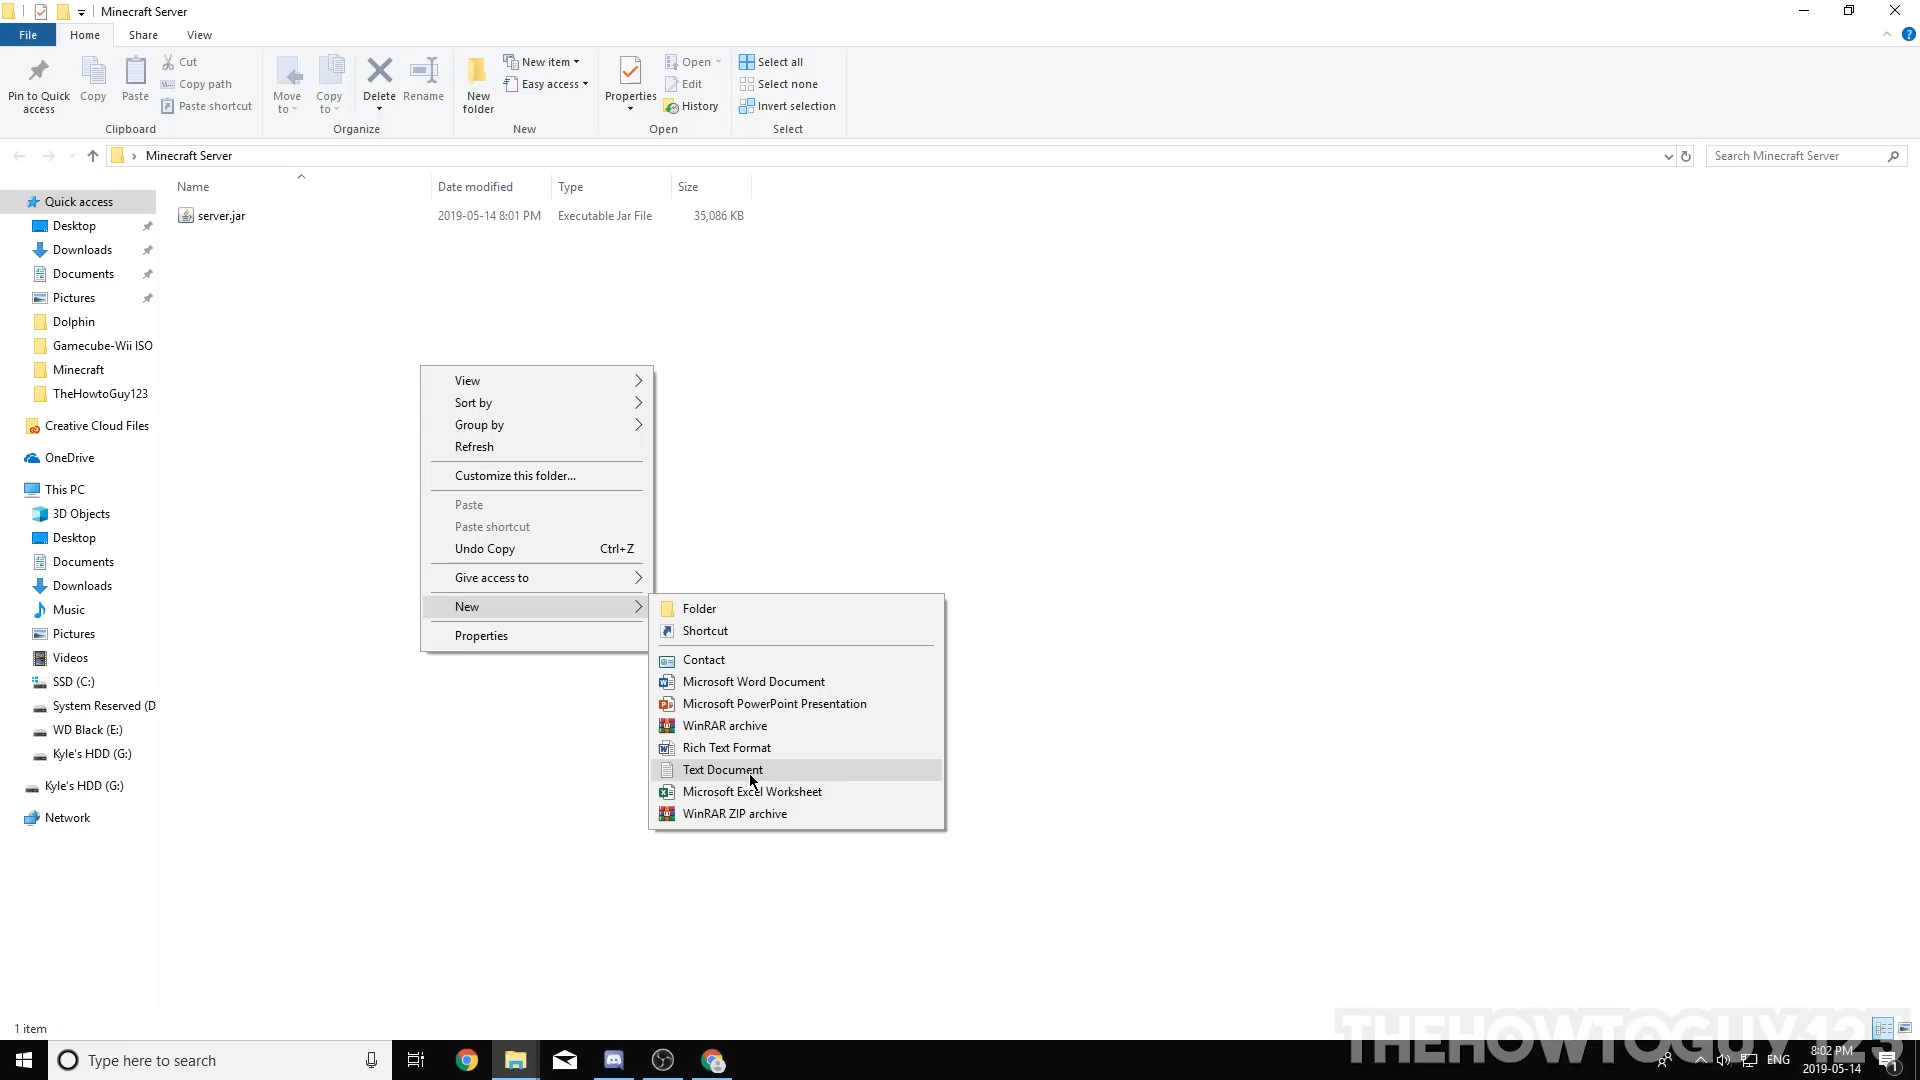 Minecraft Server
File Home Share View
Pin to Quick access
Copy
Paste
Cut
Copy path
Paste shortcut
Clipboard
Move to
Copy to
Delete
Rename
Organize
New folder
New item
Easy access
New
Properties
Open
Edit
History
Open
Select all
Select none
Invert selection
Select
Minecraft Server
Search Minecraft Server
Name Date modified Type Size
server.jar 2019-05-14 8:01 PM Executable Jar File 35,086 KB
Quick access
Desktop
Downloads
Documents
Pictures
Dolphin
Gamecube-Wii ISO
Minecraft
TheHowtoGuy123
Creative Cloud Files
OneDrive
This PC
3D Objects
Desktop
Documents
Downloads
Music
Pictures
Videos
SSD (C:)
System Reserved (D
WD Black (E:)
Kyle's HDD (G:)
Kyle's HDD (G:)
Network
View
Sort by
Group by
Refresh
Customize this folder...
Paste
Paste shortcut
Undo Copy Ctrl+Z
Give access to
New
Properties
Folder
Shortcut
Contact
Microsoft Word Document
Microsoft PowerPoint Presentation
WinRAR archive
Rich Text Format
Text Document
Microsoft Excel Worksheet
WinRAR ZIP archive
1 item
THEHOWTOGUY123
Type here to search
ENG
8:02 PM
2019-05-14
1